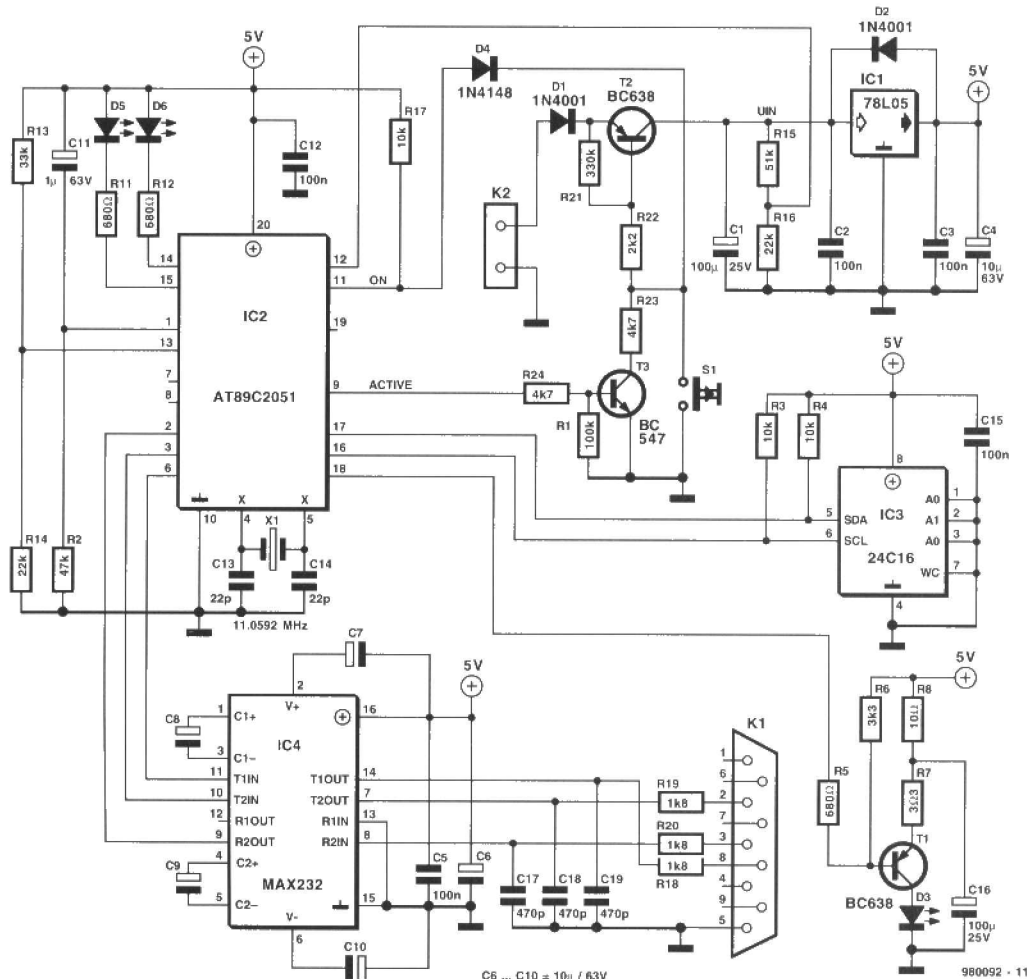 5V
D4
1N4148
D2
1N4001
IC1
78L05
5V
R13
33k
C11
1µ
63V
D5
D6
R11
680Ω
R12
680Ω
C12
100n
R17
10k
D1
1N4001
T2
BC638
330k
R21
K2
R22
2k2
R23
4k7
UIN
R15
51k
R16
22k
C1
100µ
25V
C2
100n
C3
100n
C4
10µ
63V
20
14
15
1
13
7
8
2
3
6
IC2
AT89C2051
12
11
ON
19
9
ACTIVE
17
16
18
R24
4k7
R1
100k
T3
BC
547
S1
X
X
10
4
5
X1
C13
22p
C14
22p
11.0592 MHz
R14
22k
R2
47k
5V
R3
10k
R4
10k
C15
100n
8
5
SDA
6
SCL
IC3
24C16
A0
1
A1
2
A0
3
WC
7
4
C7
5V
2
V+
C8
1
C1+
3
C1–
11
T1IN
10
T2IN
12
R1OUT
9
R2OUT
4
C2+
5
C2–
C9
IC4
MAX232
16
T1OUT
14
T2OUT
7
R1IN
13
R2IN
8
15
V-
6
C10
C5
100n
C6
C17
470p
C18
470p
C19
470p
R19
1k8
R20
1k8
1k8
R18
K1
1
6
2
7
3
8
4
9
5
5V
R6
3k3
R8
10Ω
R5
680Ω
R7
3Ω3
T1
BC638
D3
C16
100µ
25V
C6 ... C10 = 10µ / 63V
980092 - 11